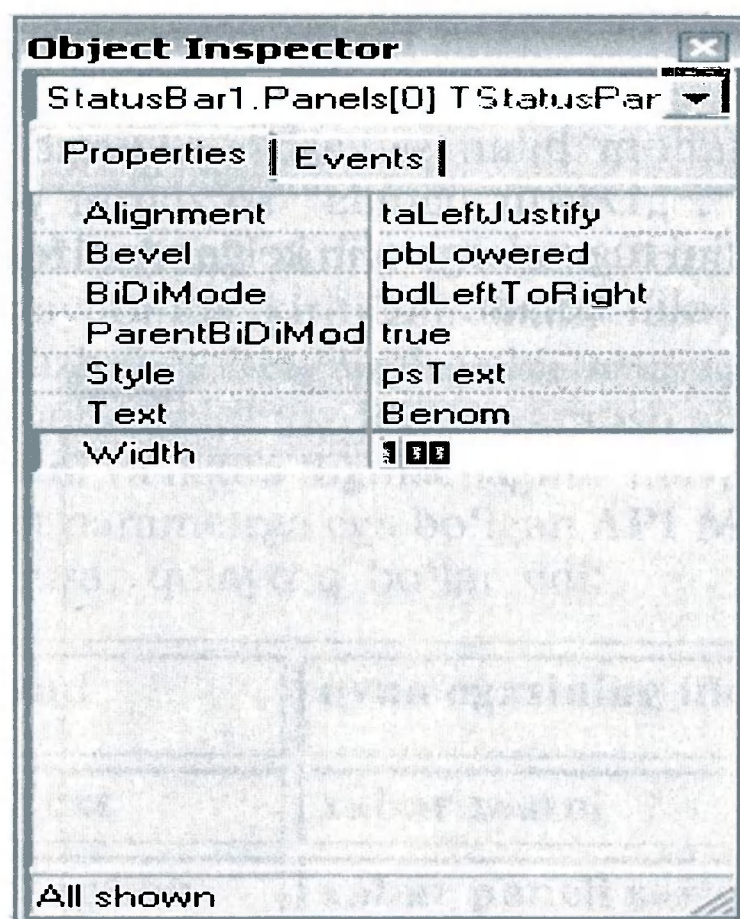 Object Inspector
StatusBar1.Panels[0] TStatusPar
Properties Events
Alignment taLeftJustify
Bevel pbLowered
BiDiMode bdLeftToRight
ParentBiDiMod true
Style psText
Text Benom
Width
All shown